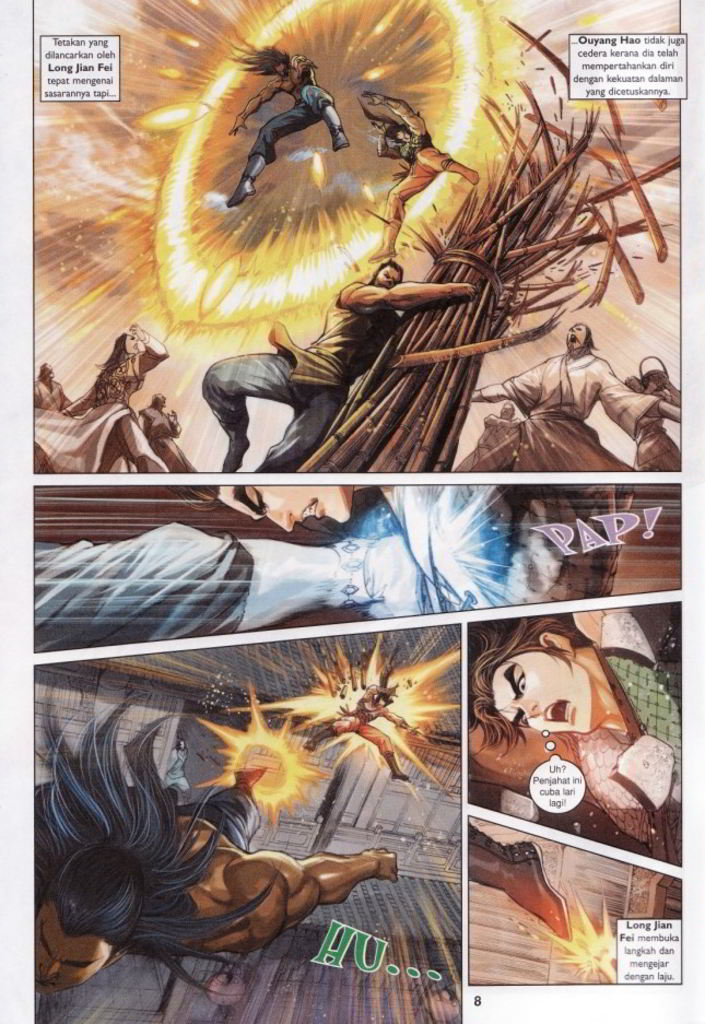 Tetakan yang
dilancarkan oleh
Long Jian Fei
tepat mengenai
sasarannya tapi...
...Ouyang Hao tidak juga
cedera kerana dia telah
mempertahankan diri
dengan kekuatan dalaman
yang dicetuskannya.
PAP!
Uh?
Penjahat ini
cuba lari
lagi!
HU...
Long Jian
Fei membuka
langkah dan
mengejar
dengan laju.
8